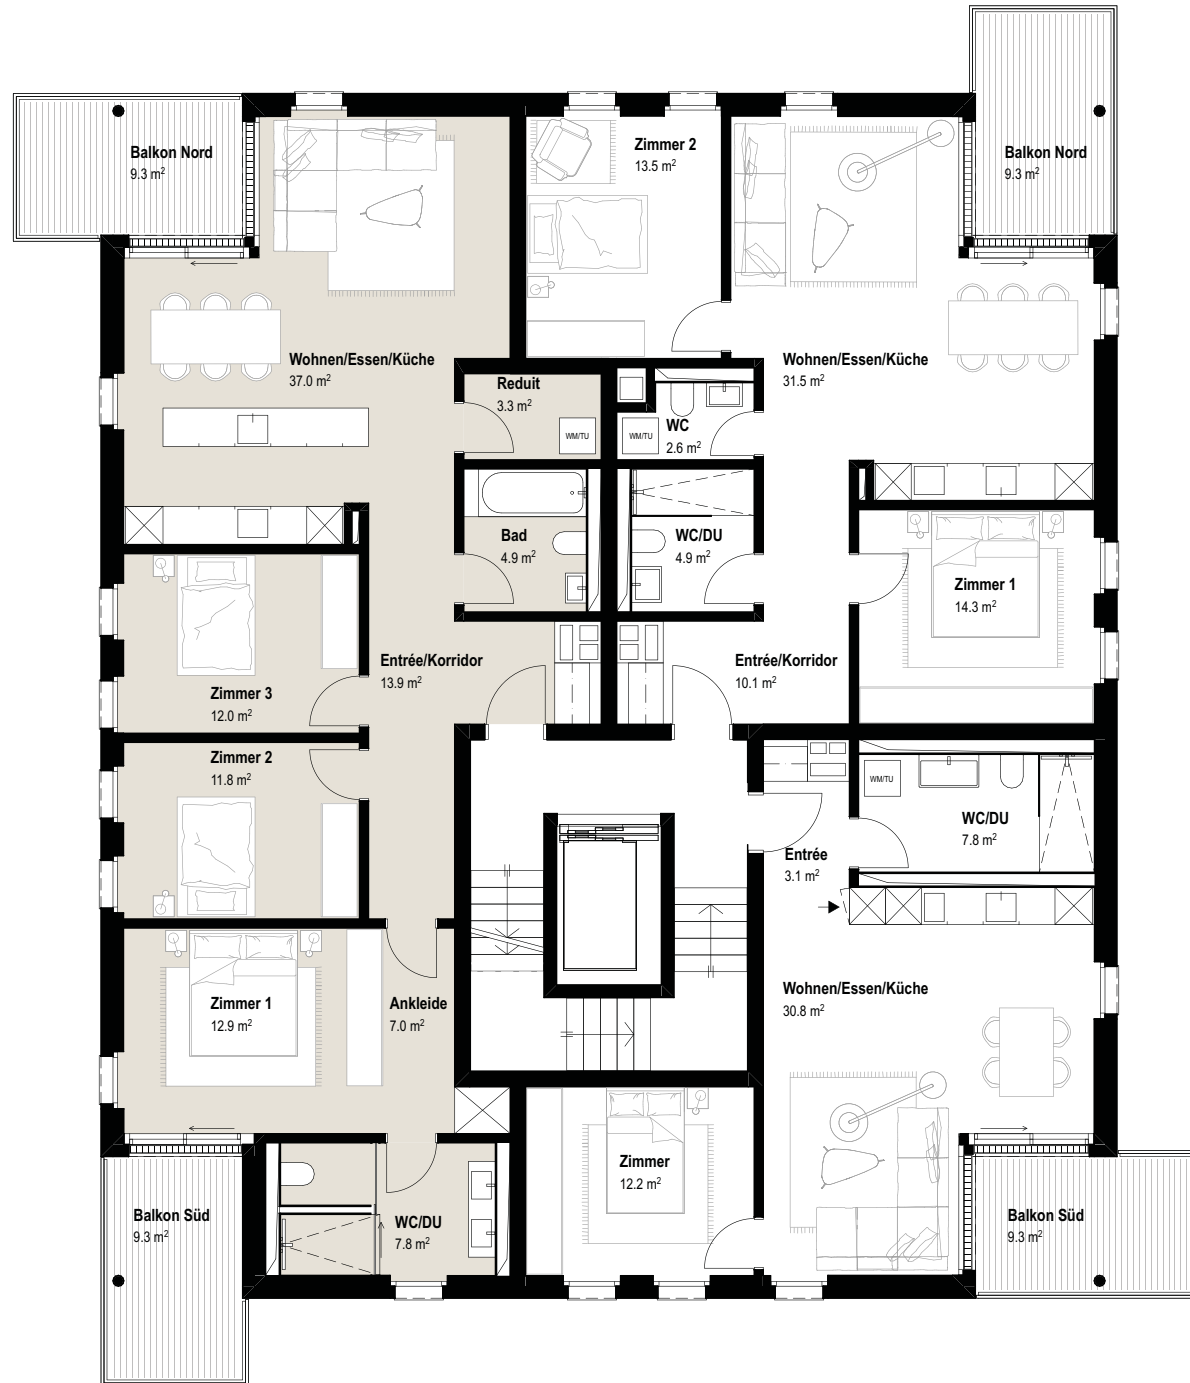 Balkon Nord
9.3 m²
Zimmer 2
13.5 m²
Balkon Nord
9.3 m²
Wohnen/Essen/Küche
37.0 m²
Wohnen/Essen/Küche
31.5 m²
Reduit
3.3 m²
WM/TU
WM/TU
WC
2.6 m²
Bad
4.9 m²
WC/DU
4.9 m²
Zimmer 1
14.3 m²
Entrée/Korridor
13.9 m²
Entrée/Korridor
10.1 m²
Zimmer 3
12.0 m²
Zimmer 2
11.8 m²
WM/TU
WC/DU
7.8 m²
Entrée
3.1 m²
Zimmer 1
12.9 m²
Ankleide
7.0 m²
Wohnen/Essen/Küche
30.8 m²
Zimmer
12.2 m²
Balkon Süd
9.3 m²
WC/DU
7.8 m²
Balkon Süd
9.3 m²